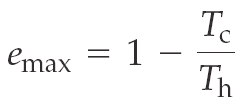 e_max = 1 − T_c / T_h